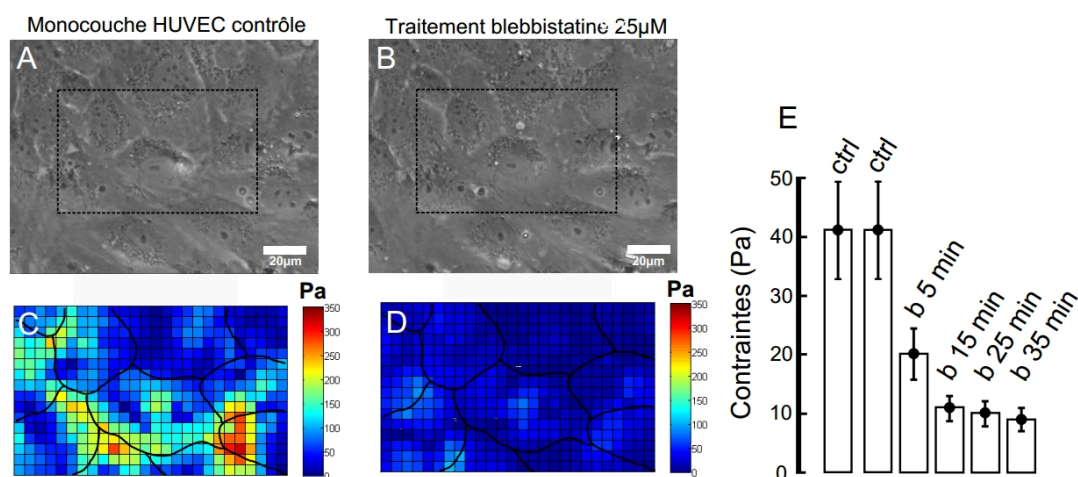 Monocouche HUVEC contrôle
Traitement blebbistatine 25µM
A
20µm
B
20µm
C
Pa
350
300
250
200
150
100
50
0
D
Pa
350
300
250
200
150
100
50
0
E
Contraintes (Pa)
50
40
30
20
10
0
ctrl
ctrl
b 5 min
b 15 min
b 25 min
b 35 min